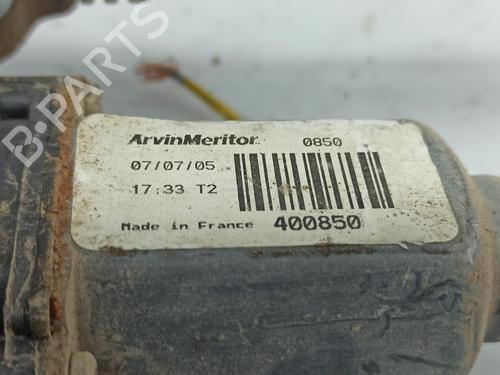 ArvinMeritor 0850
07/07/05
17:33 T2
Made in France 400850
B-PARTS